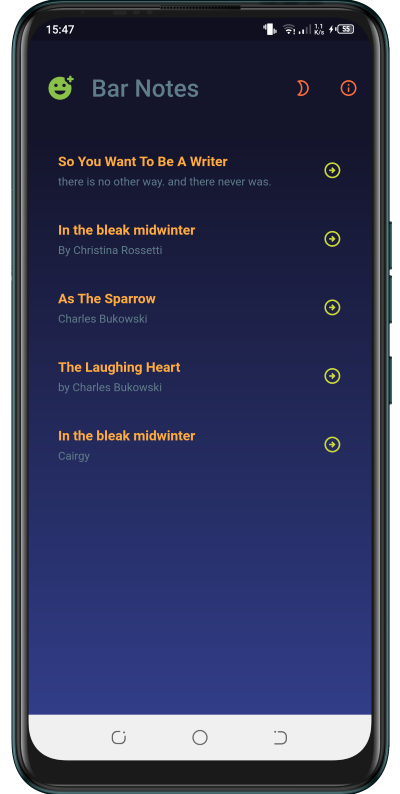 15:47
1.1
K/s
55
Bar Notes
So You Want To Be A Writer
there is no other way. and there never was.
In the bleak midwinter
By Christina Rossetti
As The Sparrow
Charles Bukowski
The Laughing Heart
by Charles Bukowski
In the bleak midwinter
Cairgy